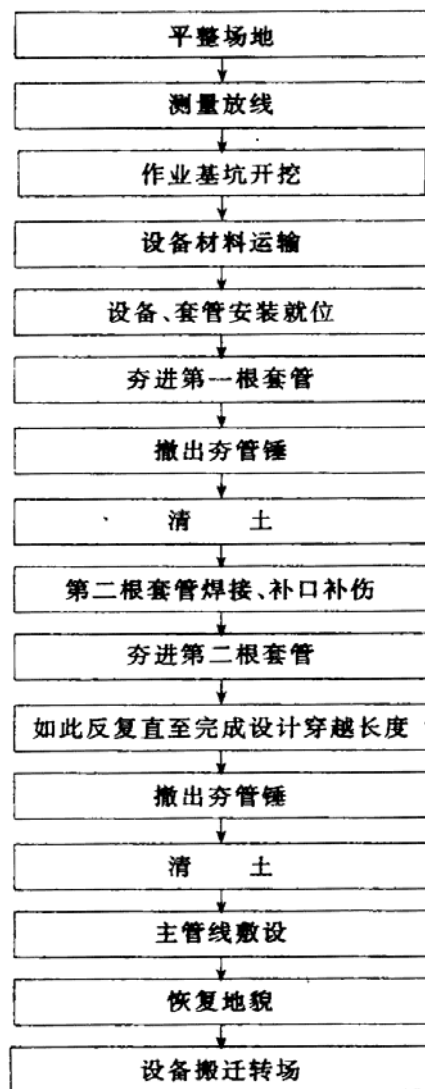 平整场地
测量放线
作业基坑开挖
设备材料运输
设备、套管安装就位
夯进第一根套管
撤出夯管锤
清　　土
第二根套管焊接、补口补伤
夯进第二根套管
如此反复直至完成设计穿越长度
撤出夯管锤
清　　土
主管线敷设
恢复地貌
设备搬迁转场